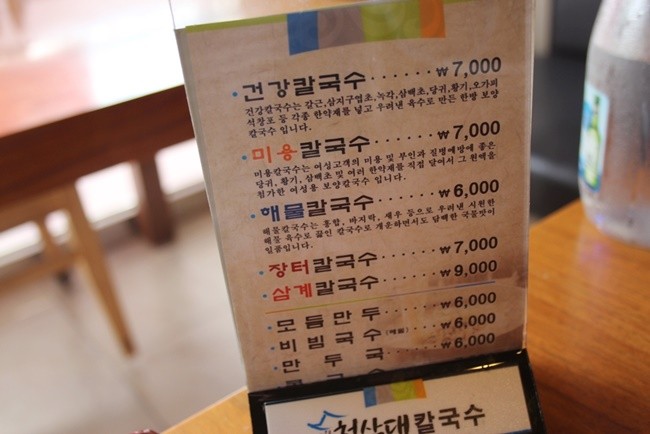 건강칼국수 ······ ₩7,000
건강칼국수는 갈근,삼지구엽초,녹각,삼백초,당귀,황기,오가피
석창포 등 각종 한약재를 넣고 우려낸 육수로 만든 한방 보양
칼국수 입니다.
미용칼국수 ······ ₩7,000
미용칼국수는 여성고객의 미용 및 부인과 질병예방에 좋은
당귀, 황기, 삼백초 및 여러 한약재를 직접 달여서 그 원액을
첨가한 여성용 보양칼국수 입니다.
해물칼국수 ······ ₩6,000
해물칼국수는 홍합, 바지락, 새우 등으로 우려낸 시원한
해물 육수로 끓인 칼국수로 개운하면서도 담백한 국물맛이
일품입니다.
장터칼국수 ······ ₩7,000
삼계칼국수 ······ ₩9,000
모듬만두 ······ ₩6,000
비빔국수(계절) ···· ₩6,000
만두국 ······ ₩6,000
칼국수